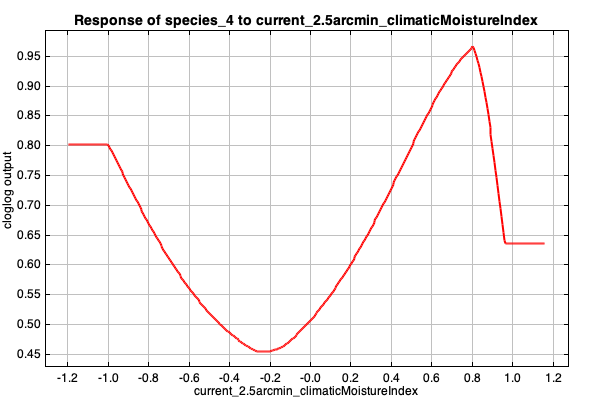 Response of species_4 to current_2.5arcmin_climaticMoistureIndex
cloglog output
0.95
0.90
0.85
0.80
0.75
0.70
0.65
0.60
0.55
0.50
0.45
-1.2 -1.0 -0.8 -0.6 -0.4 -0.2 -0.0 0.2 0.4 0.6 0.8 1.0 1.2
current_2.5arcmin_climaticMoistureIndex